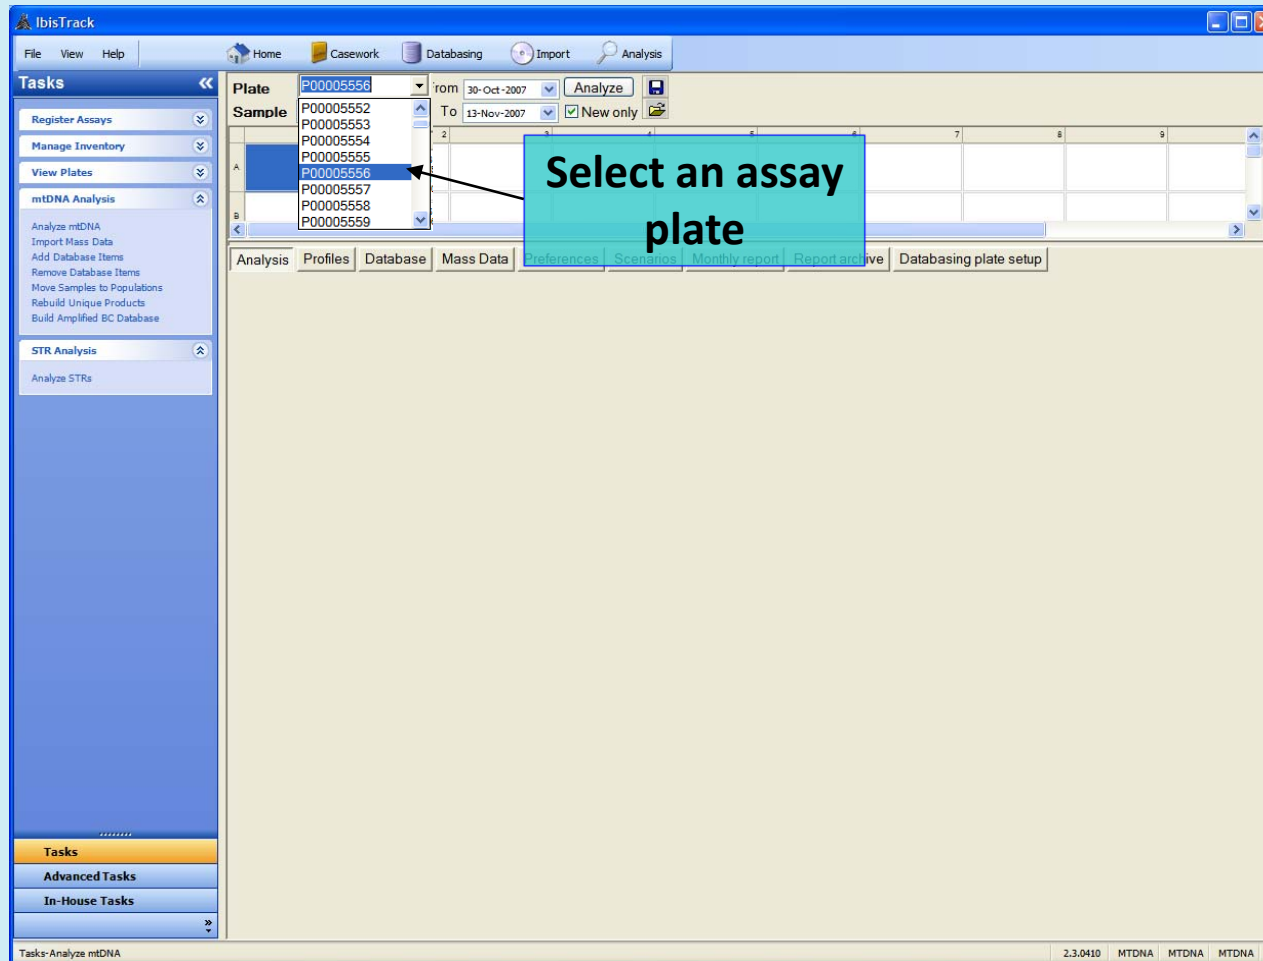 IbisTrack
File View Help Home Casework Databasing Import Analysis
Tasks
Register Assays
Manage Inventory
View Plates
mtDNA Analysis
Analyze mtDNA
Import Mass Data
Add Database Items
Remove Database Items
Move Samples to Populations
Rebuild Unique Products
Build Amplified BC Database
STR Analysis
Analyze STRs
Plate P00005556 rom 30-Oct-2007 Analyze
Sample To 13-Nov-2007 New only
P00005552
P00005553
P00005554
P00005555
P00005556
P00005557
P00005558
P00005559
2 3 4 5 6 7 8 9
A
B
Select an assay
plate
Analysis Profiles Database Mass Data Preferences Scenarios Monthly report Report archive Databasing plate setup
Tasks
Advanced Tasks
In-House Tasks
Tasks-Analyze mtDNA 2.3.0410 MTDNA MTDNA MTDNA